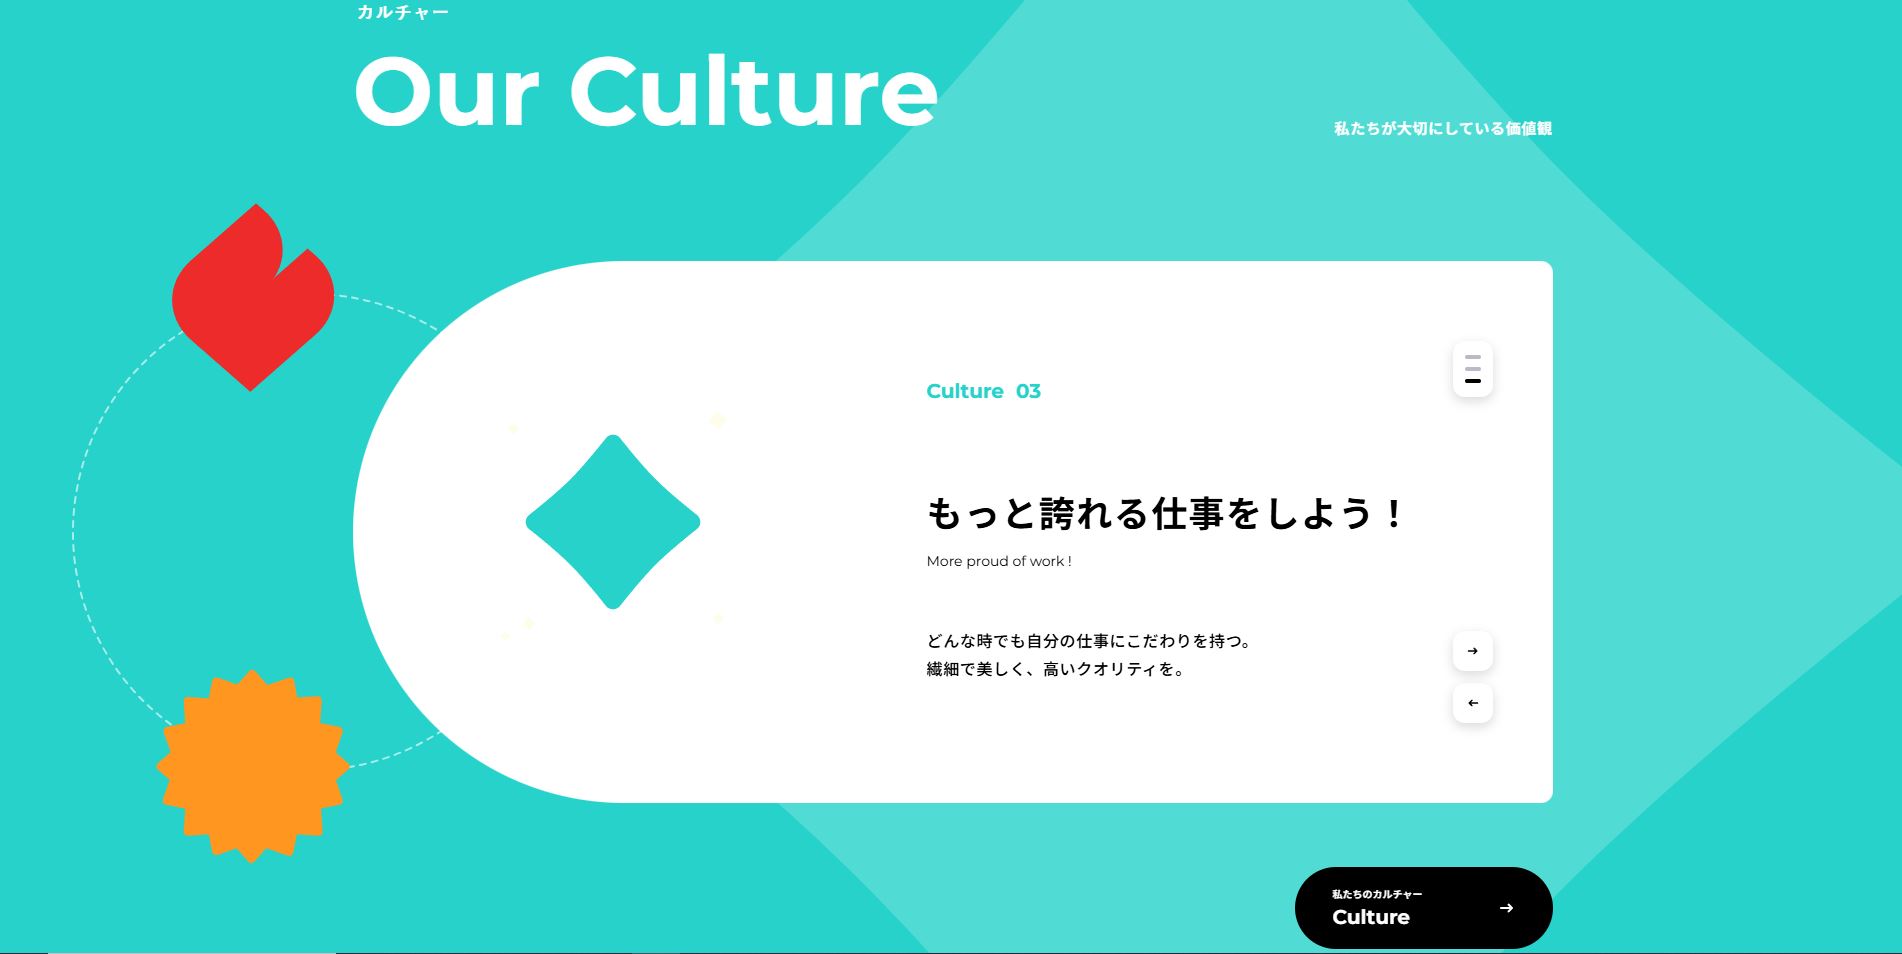 カルチャー
Our Culture
私たちが大切にしている価値観
Culture 03
もっと誇れる仕事をしよう！
More proud of work !
どんな時でも自分の仕事にこだわりを持つ。
繊細で美しく、高いクオリティを。
私たちのカルチャー
Culture